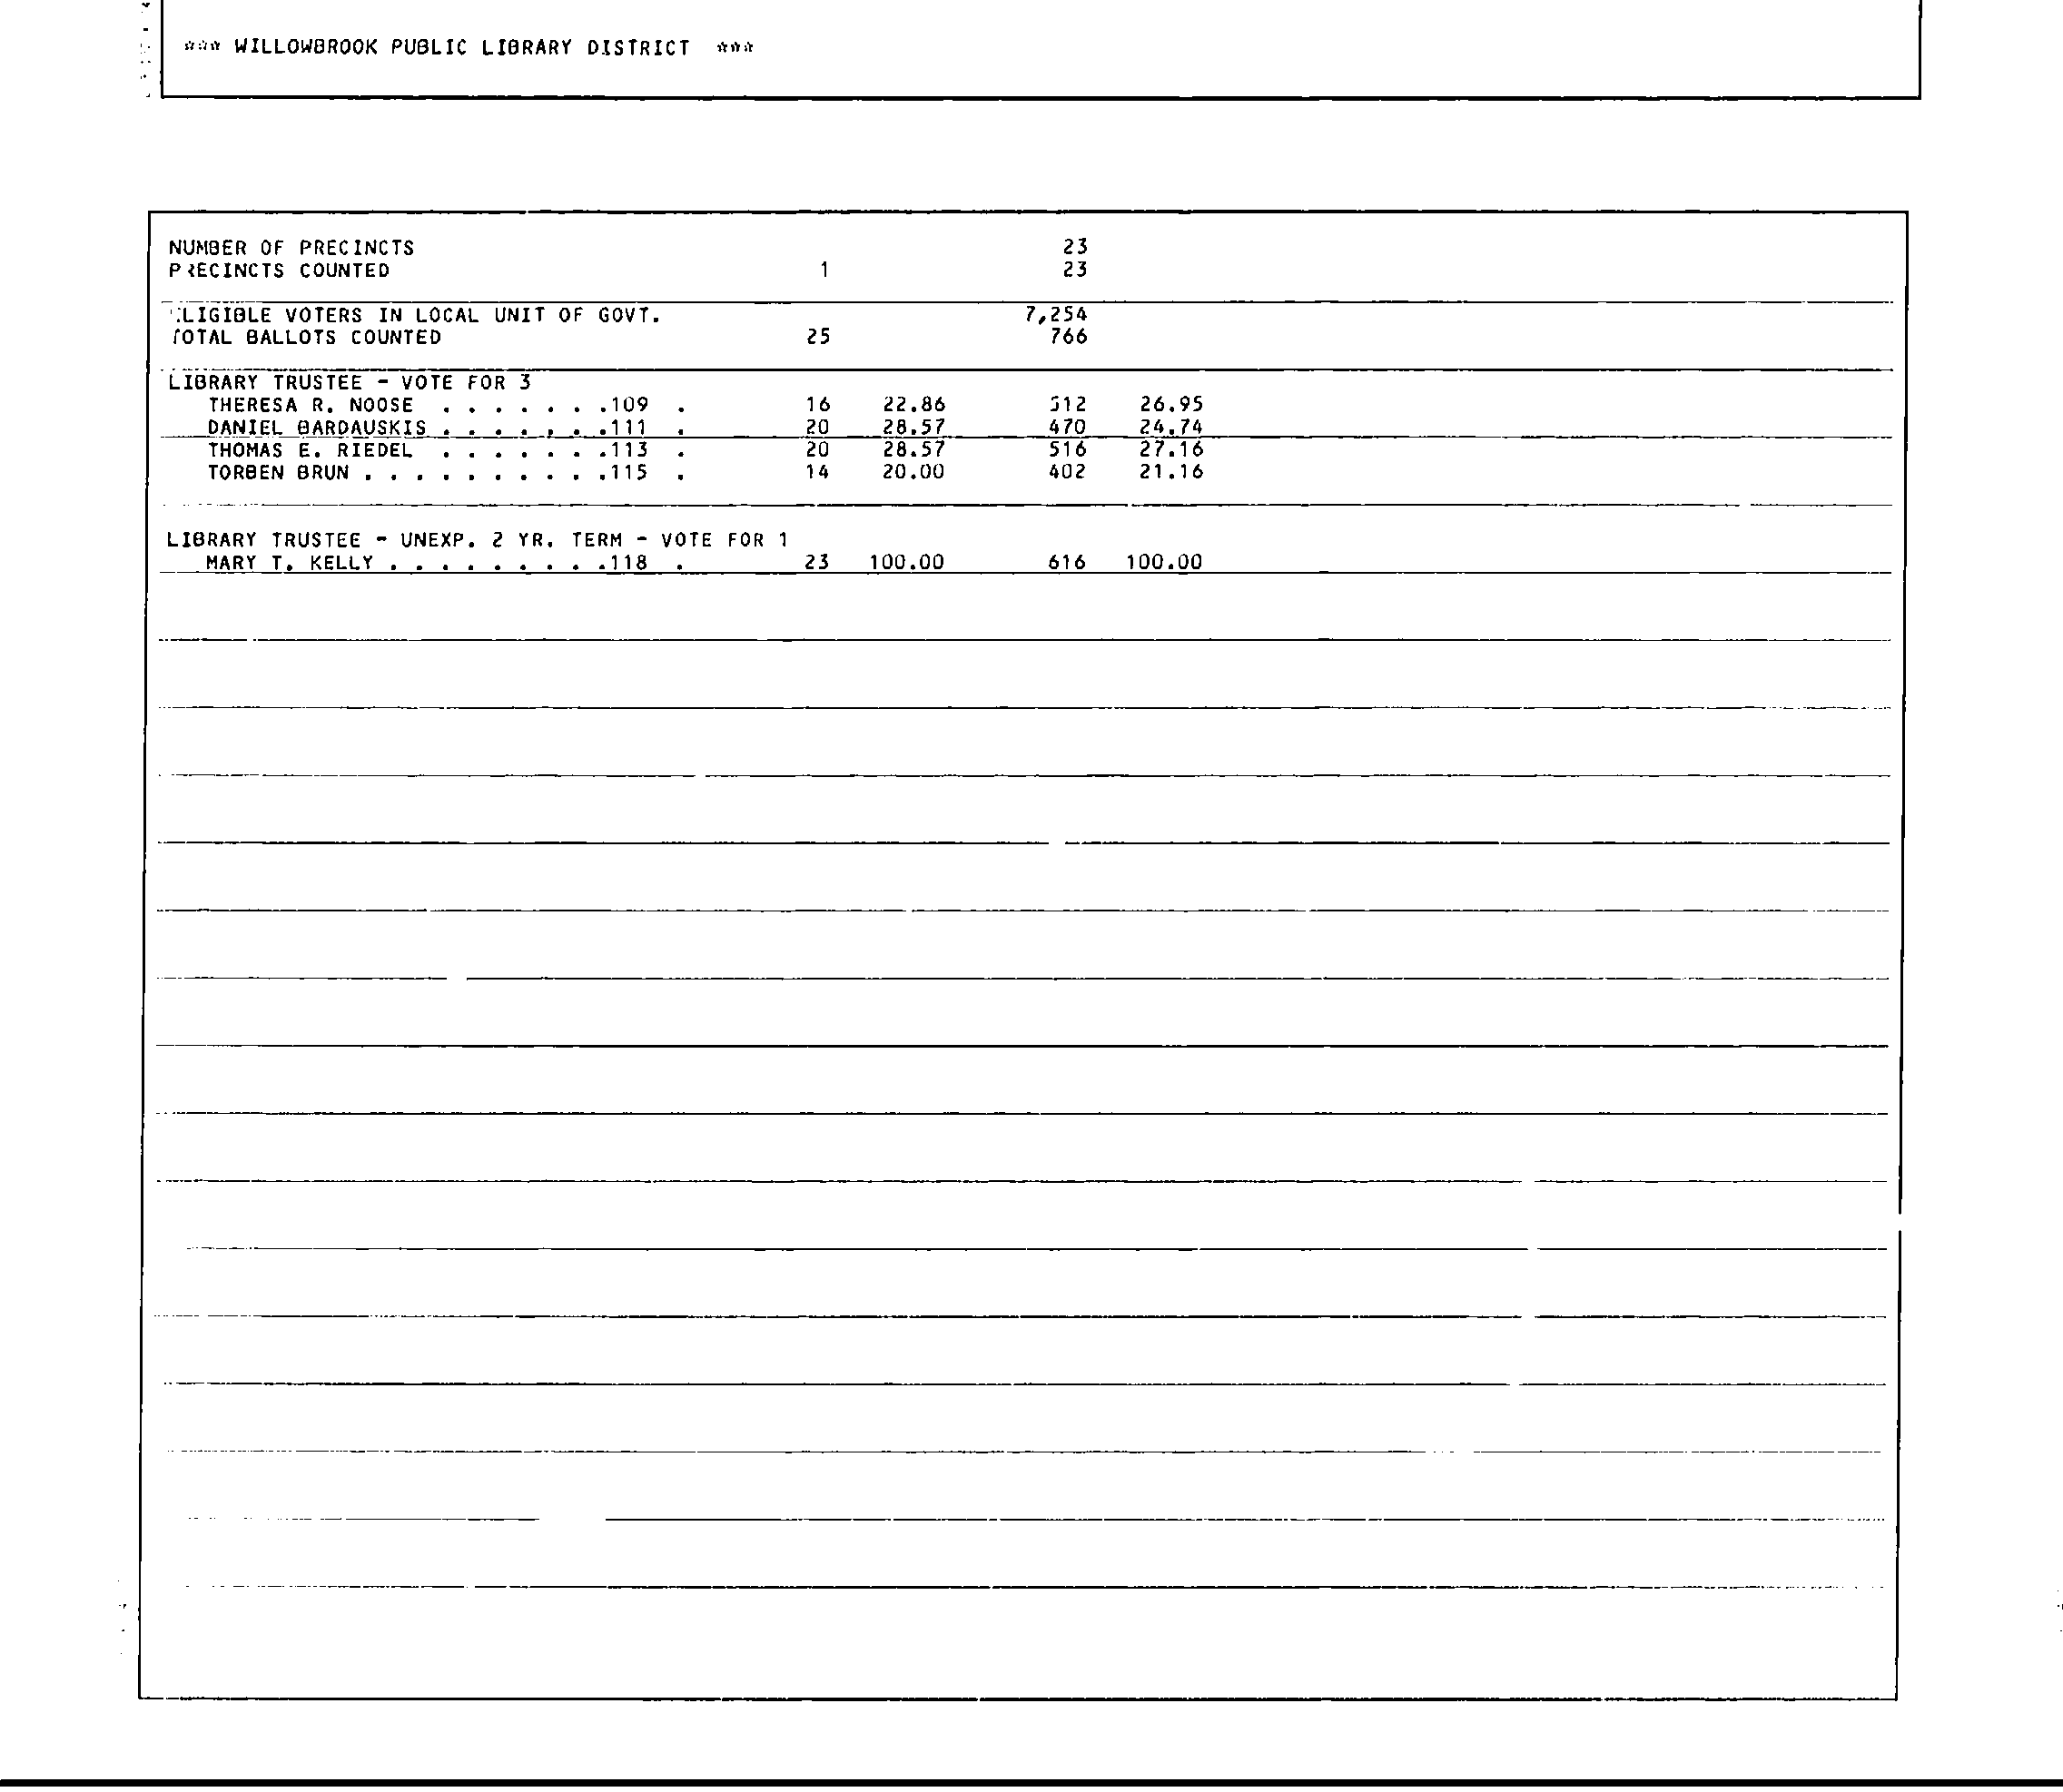 *** WILLOWBROOK PUBLIC LIBRARY DISTRICT ***
NUMBER OF PRECINCTS 23
PRECINCTS COUNTED 1 23
ELIGIBLE VOTERS IN LOCAL UNIT OF GOVT. 7,254
TOTAL BALLOTS COUNTED 25 766
LIBRARY TRUSTEE - VOTE FOR 3
THERESA R. NOOSE . . . . . . .109 . 16 22.86 512 26.95
DANIEL BARDAUSKIS . . . . . . .111 . 20 28.57 470 24.74
THOMAS E. RIEDEL . . . . . . .113 . 20 28.57 516 27.16
TORBEN BRUN . . . . . . . . . .115 . 14 20.00 402 21.16
LIBRARY TRUSTEE - UNEXP. 2 YR. TERM - VOTE FOR 1
MARY T. KELLY . . . . . . . . .118 . 23 100.00 616 100.00